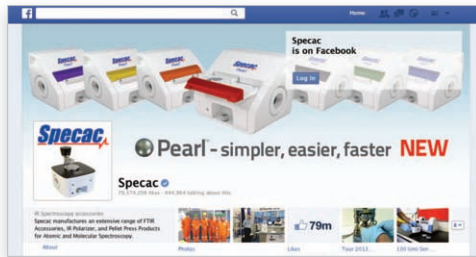 Home
Specac
is on Facebook
Log In
Specac
Pearl™ - simpler, easier, faster NEW
Specac
IR Spectroscopy accessories
Specac manufactures an extensive range of FTIR
Accessories, IR Polarizer, and Pellet Press Products
for Atomic and Molecular Spectroscopy.
About
Photos
79m
Likes
Tour 2013...